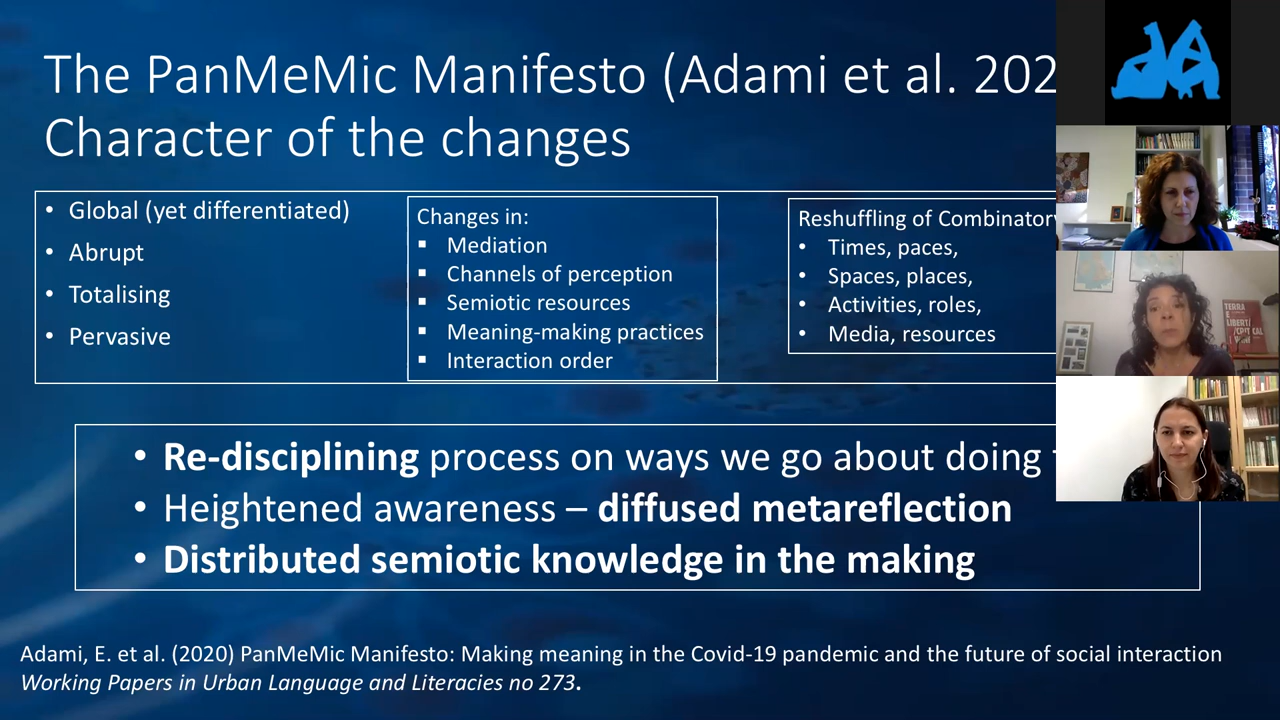 The PanMeMic Manifesto (Adami et al. 202
Character of the changes
• Global (yet differentiated)
• Abrupt
• Totalising
• Pervasive
Changes in:
▪ Mediation
▪ Channels of perception
▪ Semiotic resources
▪ Meaning-making practices
▪ Interaction order
Reshuffling of Combinatory
• Times, paces,
• Spaces, places,
• Activities, roles,
• Media, resources
• Re-disciplining process on ways we go about doing
• Heightened awareness – diffused metareflection
• Distributed semiotic knowledge in the making
Adami, E. et al. (2020) PanMeMic Manifesto: Making meaning in the Covid-19 pandemic and the future of social interaction
Working Papers in Urban Language and Literacies no 273.
TERRA